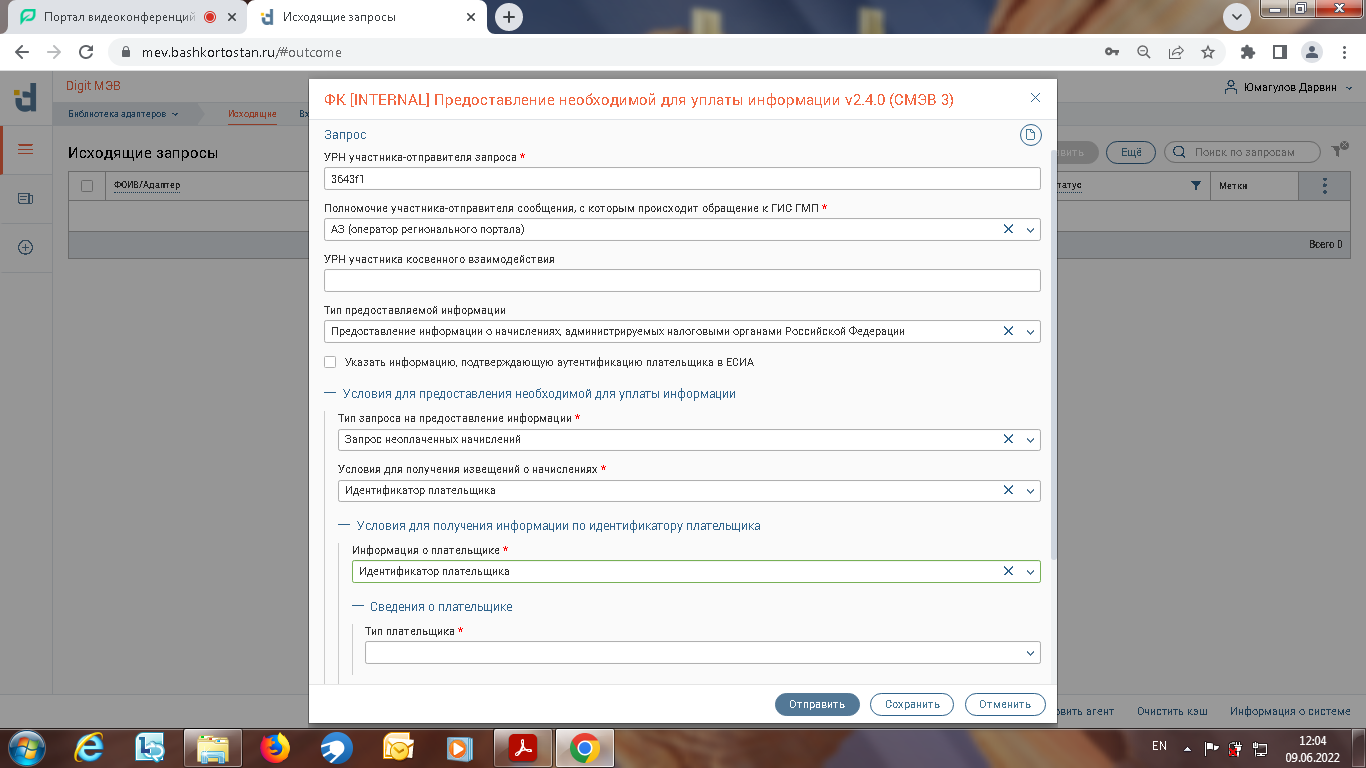 Портал видеоконференций
Исходящие запросы
mev.bashkortostan.ru/#outcome
Digit МЭВ
Юмагулов Дарвин
Библиотека адаптеров
Исходящие
Вх
Исходящие запросы
вить
Ещё
Поиск по запросам
ФОИВ/Адаптер
татус
Метки
Всего 0
ФК [INTERNAL] Предоставление необходимой для уплаты информации v2.4.0 (СМЭВ 3)
Запрос
УРН участника-отправителя запроса *
3643f1
Полномочие участника-отправителя сообщения, с которым происходит обращение к ГИС ГМП *
АЗ (оператор регионального портала)
УРН участника косвенного взаимодействия
Тип предоставляемой информации
Предоставление информации о начислениях, администрируемых налоговыми органами Российской Федерации
Указать информацию, подтверждающую аутентификацию плательщика в ЕСИА
Условия для предоставления необходимой для уплаты информации
Тип запроса на предоставление информации *
Запрос неоплаченных начислений
Условия для получения извещений о начислениях *
Идентификатор плательщика
Условия для получения информации по идентификатору плательщика
Информация о плательщике *
Идентификатор плательщика
Сведения о плательщике
Тип плательщика *
Отправить
Сохранить
Отменить
овить агент
Очистить кэш
Информация о системе
EN
12:04
09.06.2022